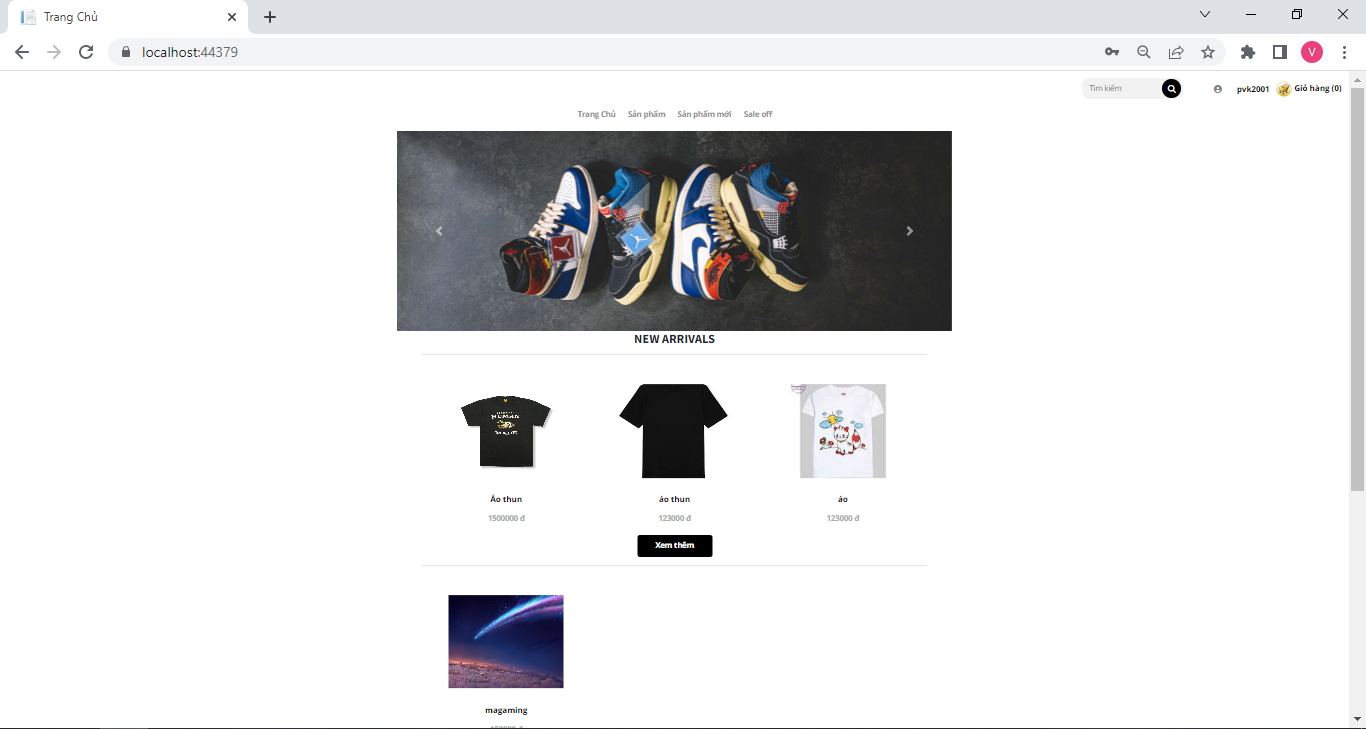 Trang Chủ
localhost:44379
V
Tìm kiếm
pvk2001
Giỏ hàng (0)
Trang Chủ Sản phẩm Sản phẩm mới Sale off
NEW ARRIVALS
HUMAN
Áo thun áo thun áo
1500000 đ 123000 đ 123000 đ
Xem thêm
magaming